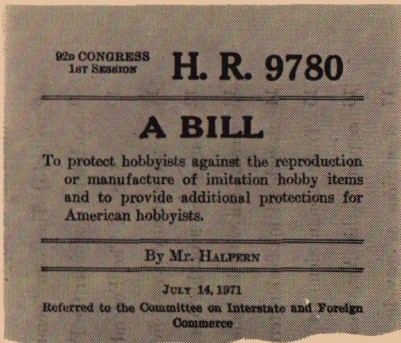 92D CONGRESS
1ST SESSION
H. R. 9780
A BILL
To protect hobbyists against the reproduction
or manufacture of imitation hobby items
and to provide additional protections for
American hobbyists.
By Mr. HALPERN
JULY 14, 1971
Referred to the Committee on Interstate and Foreign
Commerce